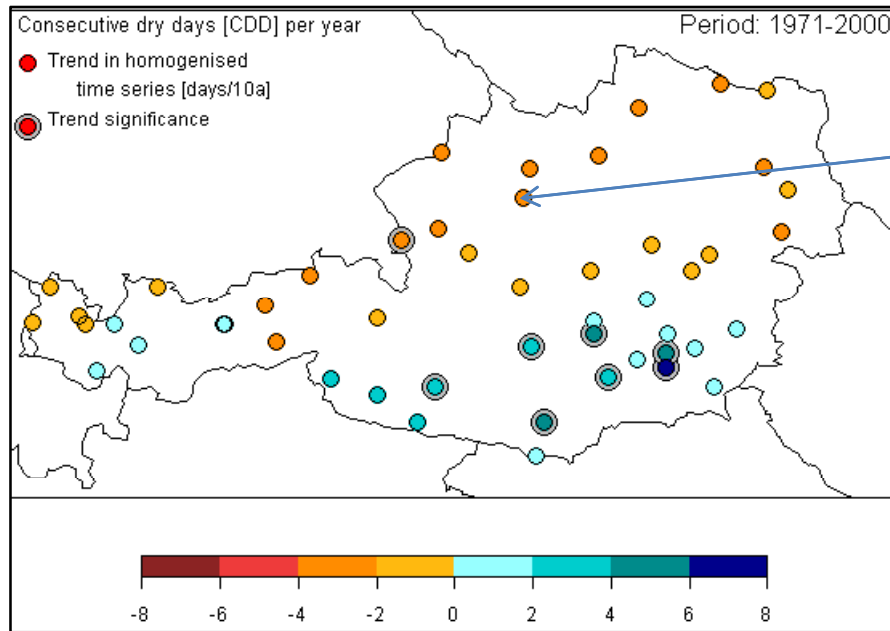 Consecutive dry days [CDD] per year
Period: 1971-2000
Trend in homogenised
time series [days/10a]
Trend significance
-8 -6 -4 -2 0 2 4 6 8